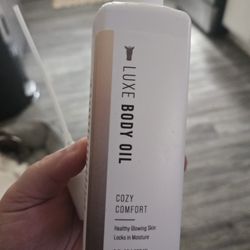 LUXE BODY OIL
COZY
COMFORT
Healthy Glowing Skin
Locks in Moisture